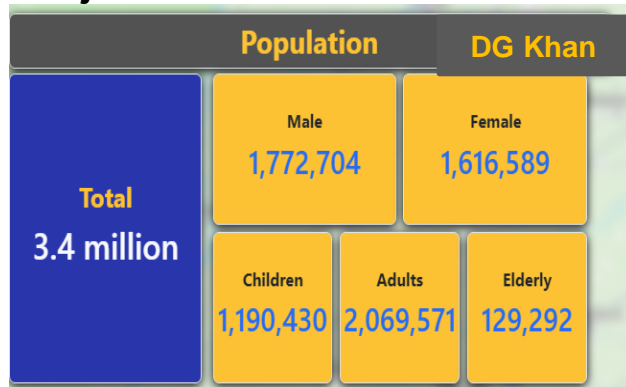 Population
DG Khan
Total
3.4 million
Male
1,772,704
Female
1,616,589
Children
1,190,430
Adults
2,069,571
Elderly
129,292